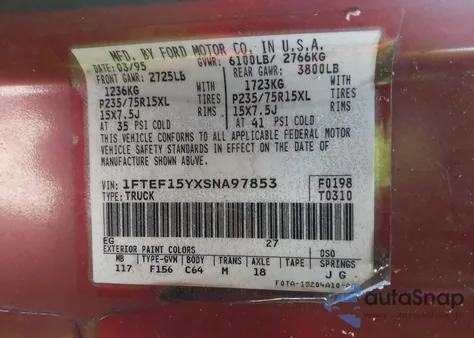 MFD. BY FORD MOTOR CO. IN U.S.A.
DATE: 03/95 GVWR: 6100LB/ 2766KG
FRONT GAWR: 2725LB REAR GAWR: 3800LB
1236KG WITH 1723KG WITH
P235/75R15XL TIRES P235/75R15XL TIRES
15X7.5J RIMS 15X7.5J RIMS
AT 35 PSI COLD AT 41 PSI COLD
THIS VEHICLE CONFORMS TO ALL APPLICABLE FEDERAL MOTOR
VEHICLE SAFETY STANDARDS IN EFFECT ON THE DATE OF
MANUFACTURE SHOWN ABOVE.
VIN: 1FTEF15YXSNA97853 F0198
TYPE: TRUCK T0310
EG 27
EXTERIOR PAINT COLORS DSO
WB TYPE-GVW BODY TRANS AXLE TAPE SPRINGS
117 F156 C64 M 18 J G
F0TA-15204A10-
autoSnap